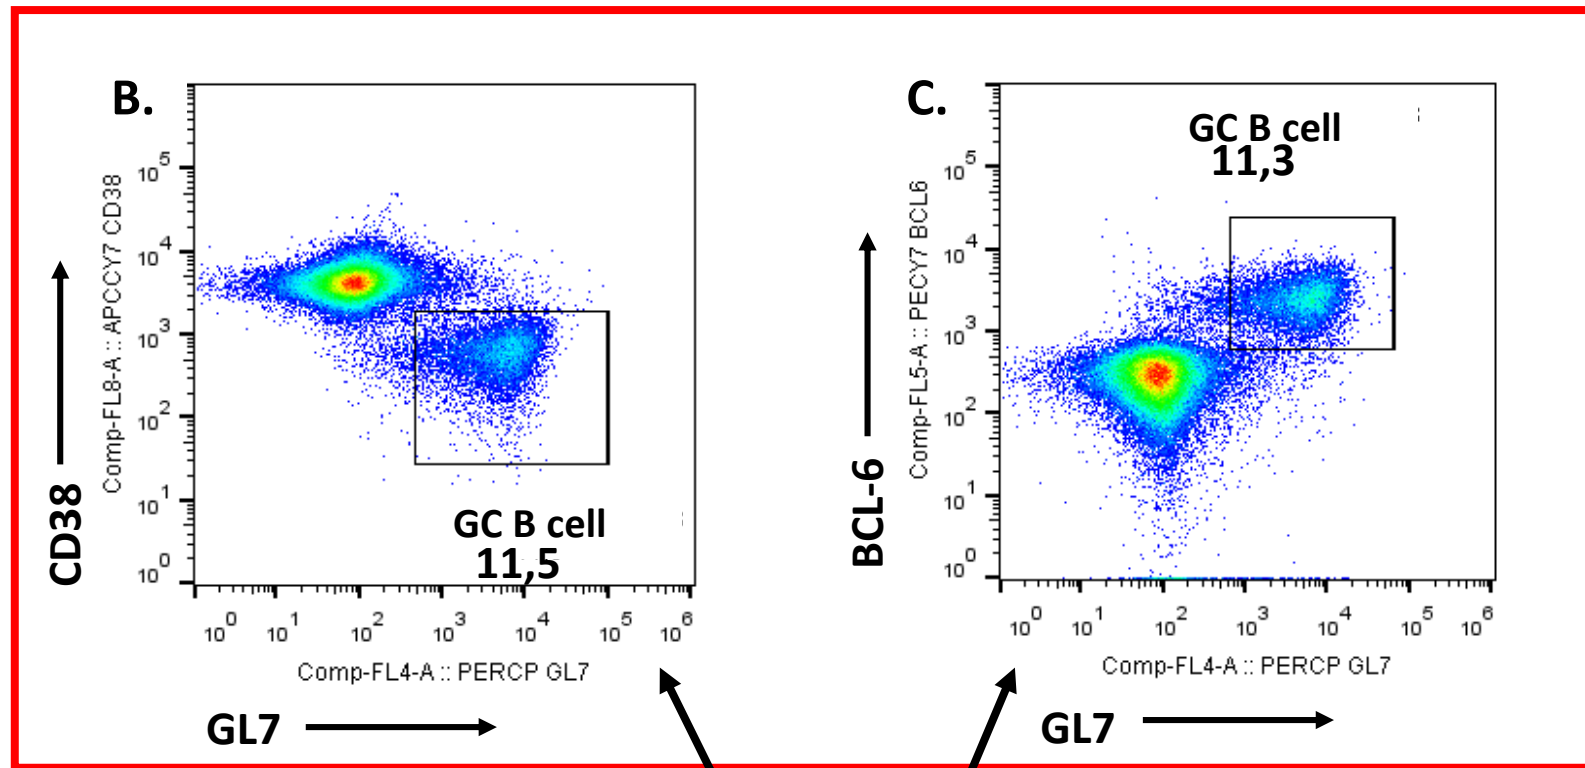 B.
CD38
Comp-FL8-A :: APCCY7 CD38
10^5
10^4
10^3
10^2
10^1
10^0
GC B cell
11,5
10^0 10^1 10^2 10^3 10^4 10^5 10^6
Comp-FL4-A :: PERCP GL7
GL7
C.
BCL-6
Comp-FL5-A :: PECY7 BCL6
GC B cell
11,3
10^5
10^4
10^3
10^2
10^1
10^0
10^0 10^1 10^2 10^3 10^4 10^5 10^6
Comp-FL4-A :: PERCP GL7
GL7